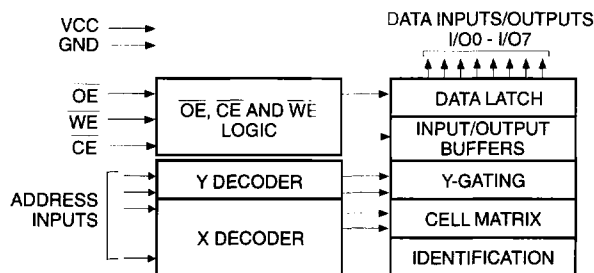 VCC
GND
DATA INPUTS/OUTPUTS
I/O0 - I/O7
OE
WE
CE
OE, CE AND WE
LOGIC
DATA LATCH
INPUT/OUTPUT
BUFFERS
ADDRESS
INPUTS
Y DECODER
Y-GATING
X DECODER
CELL MATRIX
IDENTIFICATION